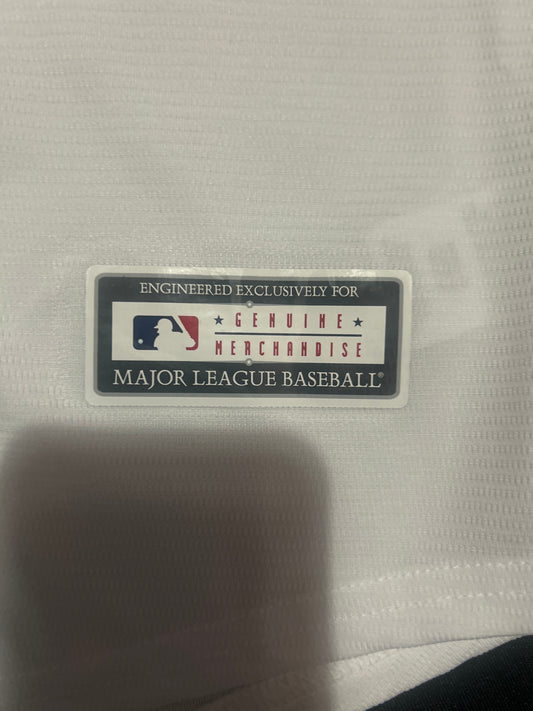 ENGINEERED EXCLUSIVELY FOR
★ GENUINE ★
MERCHANDISE
MAJOR LEAGUE BASEBALL®